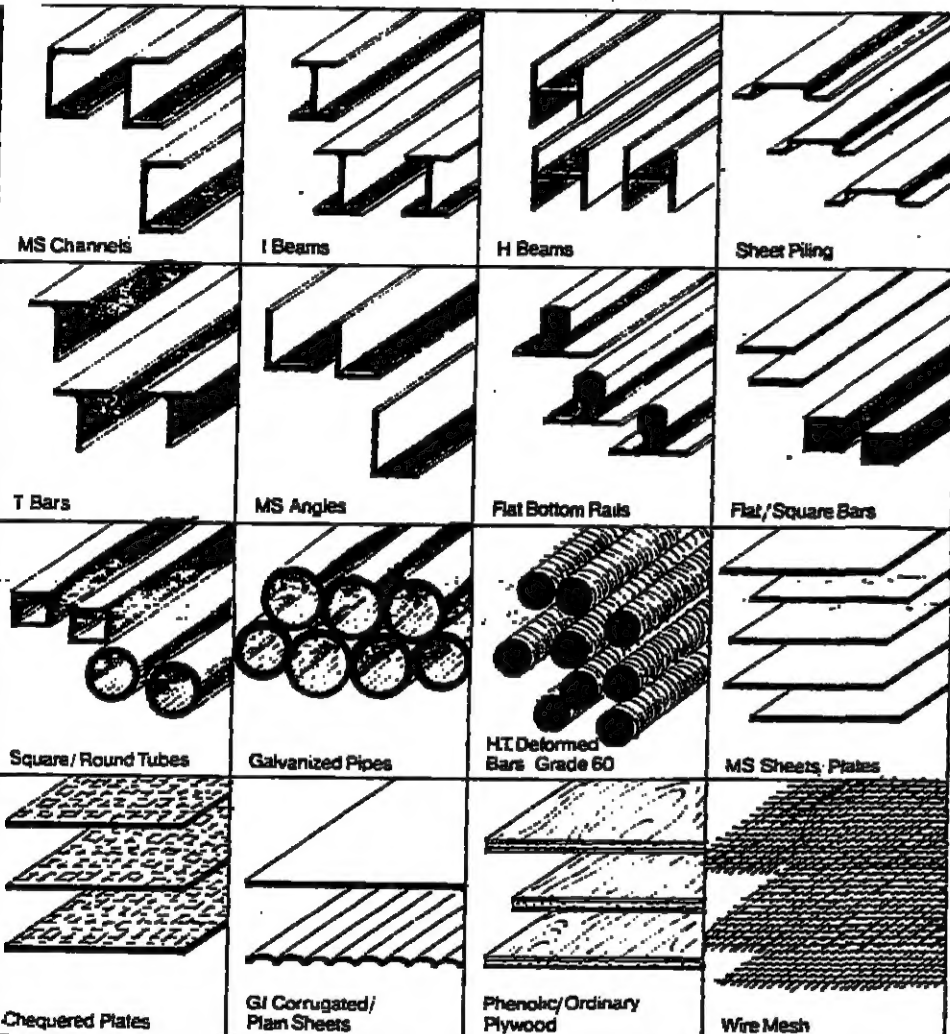 MS Channels
I Beams
H Beams
Sheet Piling
T Bars
MS Angles
Flat Bottom Rails
Flat/Square Bars
Square/Round Tubes
Galvanized Pipes
H.T. Deformed
Bars Grade 60
MS Sheets, Plates
Chequered Plates
G.I Corrugated/
Plain Sheets
Phenolic/Ordinary
Plywood
Wire Mesh